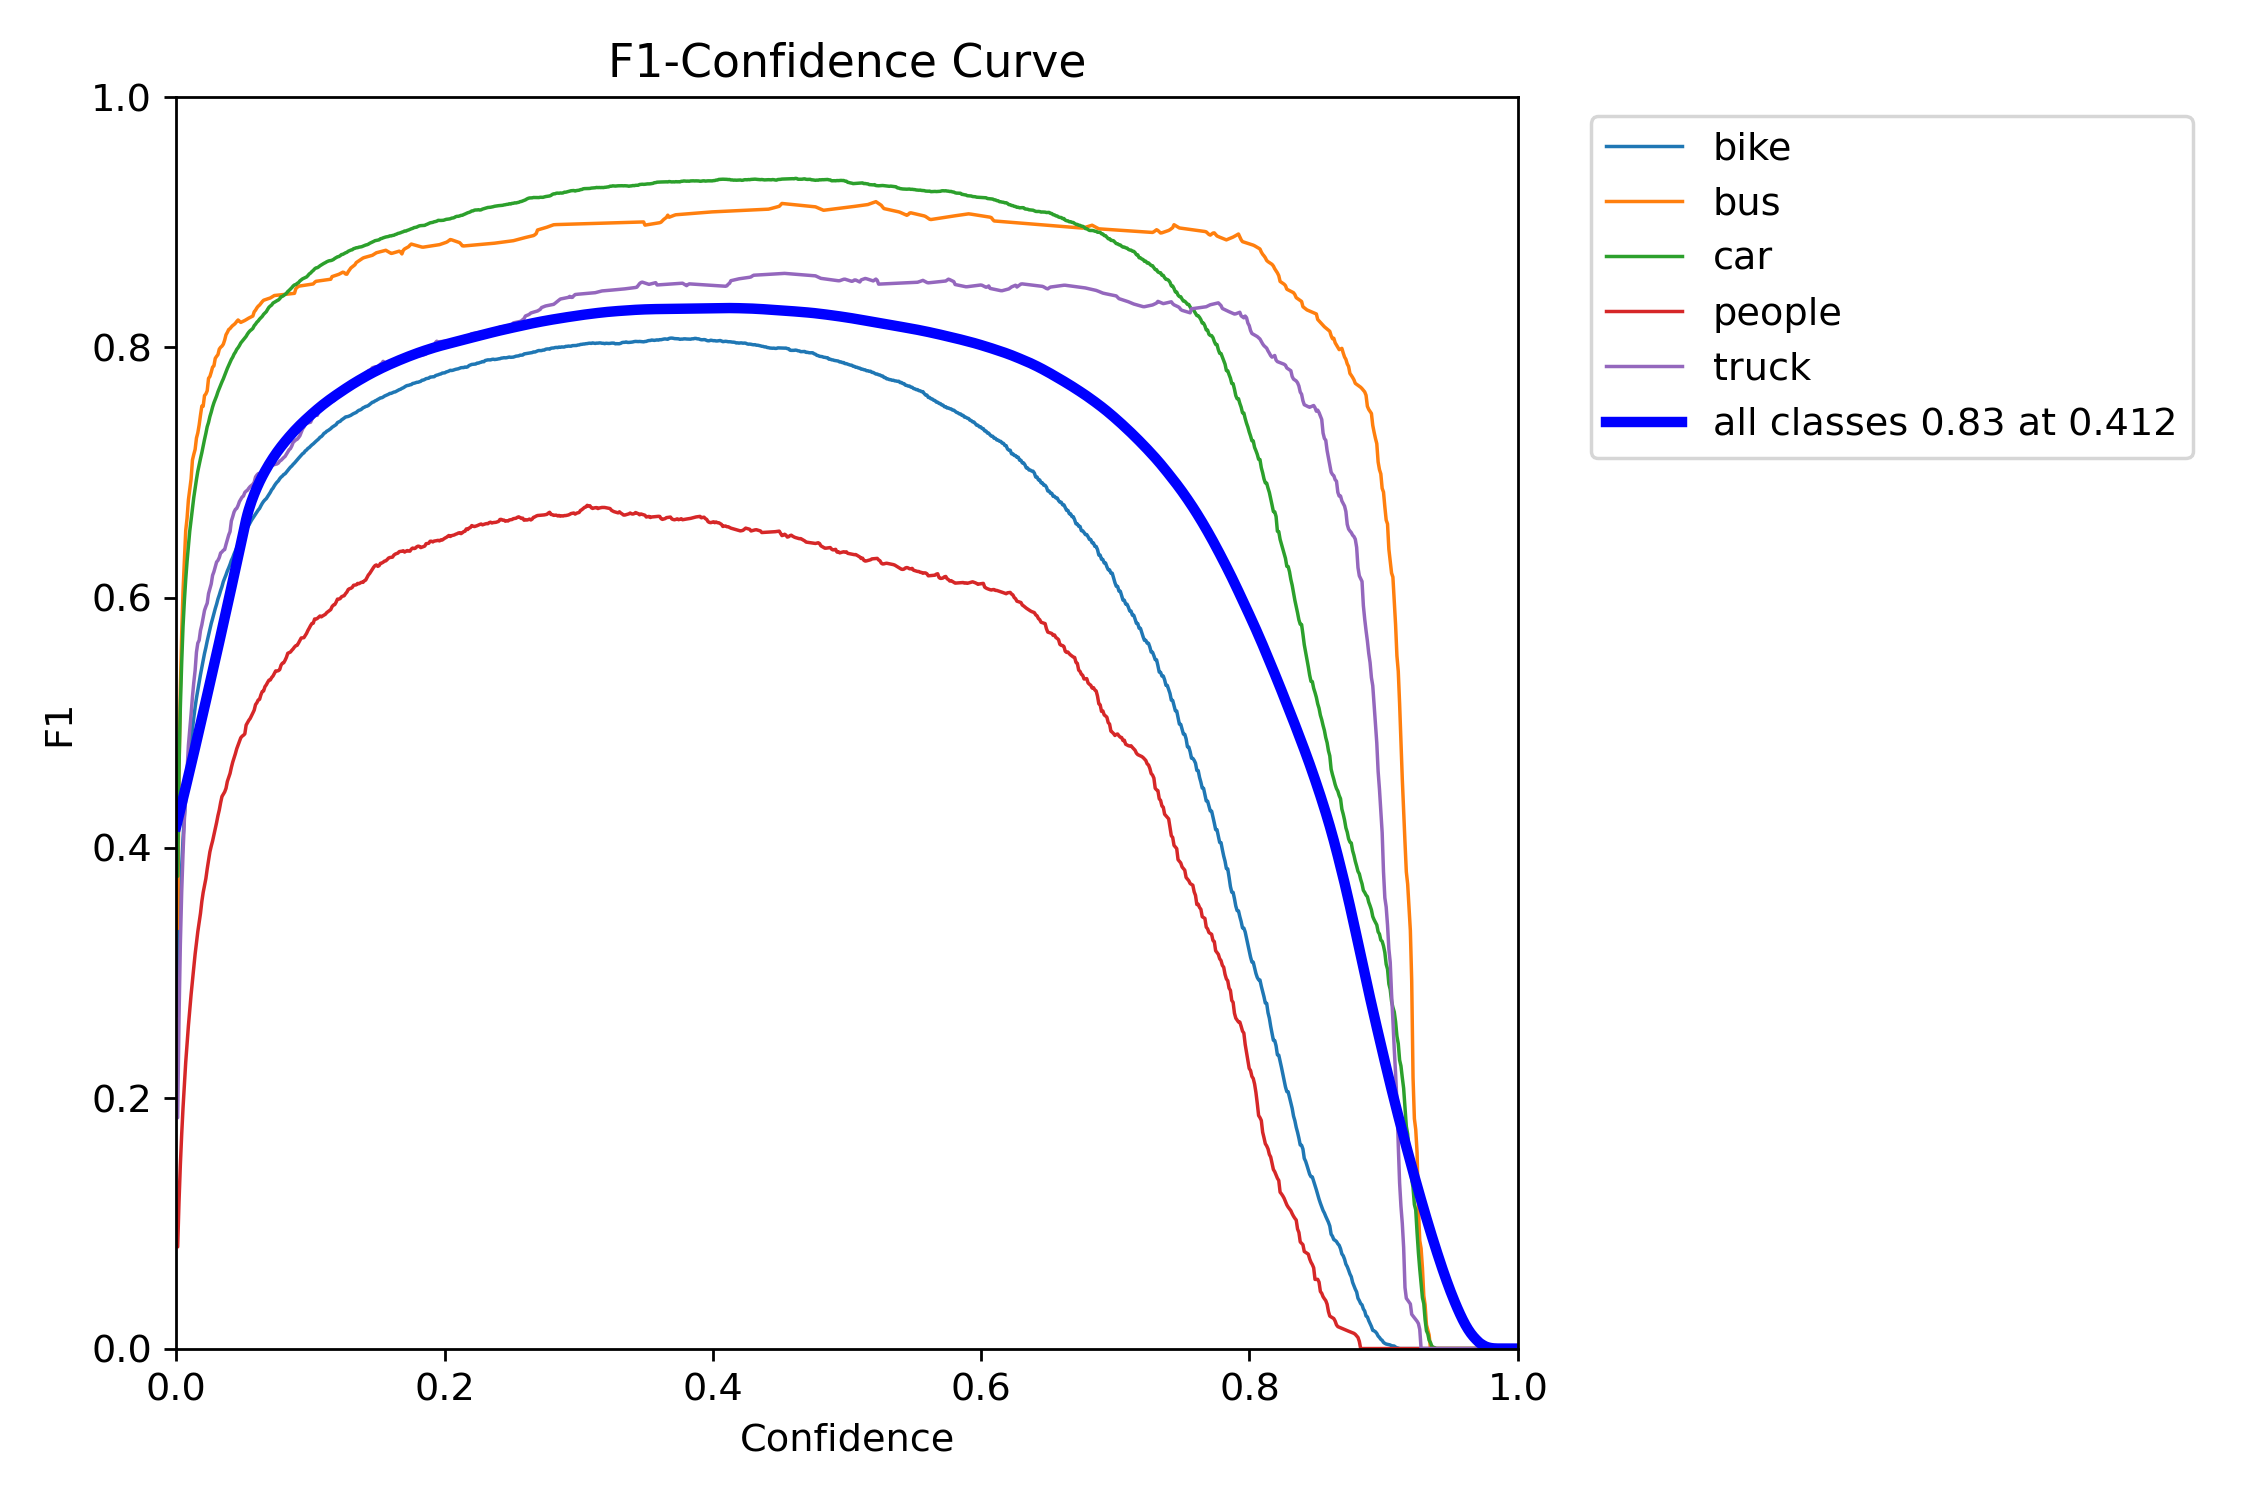 F1-Confidence Curve
1.0
0.8
0.6
0.4
0.2
0.0
F1
0.0 0.2 0.4 0.6 0.8 1.0
Confidence
bike
bus
car
people
truck
all classes 0.83 at 0.412